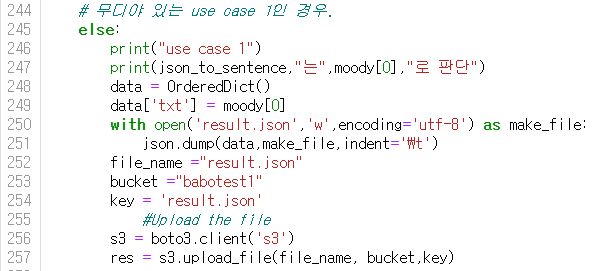 244 # 무디아 있는 use case 1인 경우.
245 else:
246 print("use case 1")
247 print(json_to_sentence,"는",moody[0],"로 판단")
248 data = OrderedDict()
249 data['txt'] = moody[0]
250 with open('result.json','w',encoding='utf-8') as make_file:
251 json.dump(data,make_file,indent='₩t')
252 file_name ="result.json"
253 bucket ="babotest1"
254 key = 'result.json'
255 #Upload the file
256 s3 = boto3.client('s3')
257 res = s3.upload_file(file_name, bucket,key)